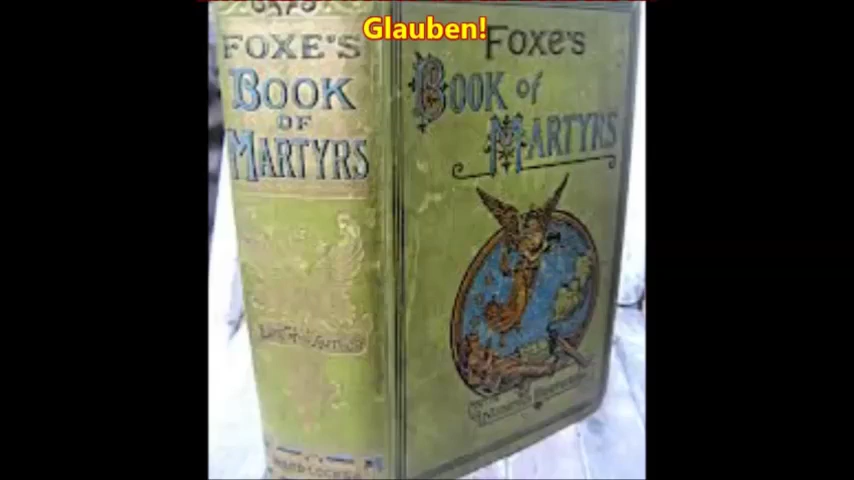 Glauben!
FOXE'S
BOOK
OF
MARTYRS
FOXE'S
BOOK of
MARTYRS